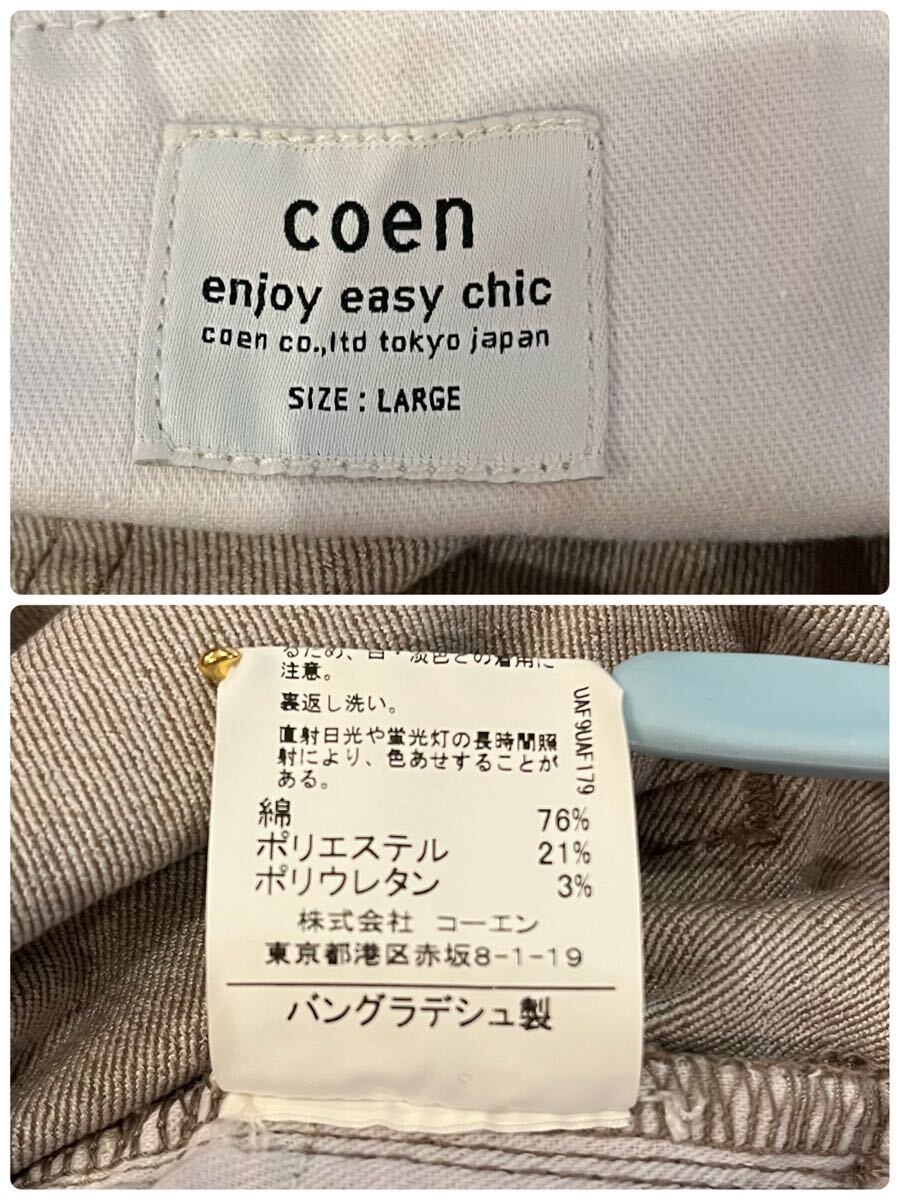 coen
enjoy easy chic
coen co.,ltd tokyo japan
SIZE : LARGE
るため、白・淡色との着用に
注意。
裏返し洗い。
直射日光や蛍光灯の長時間照
射により、色あせすることが
ある。
UAF9UAF179
綿 76%
ポリエステル 21%
ポリウレタン 3%
株式会社 コーエン
東京都港区赤坂8-1-19
バングラデシュ製